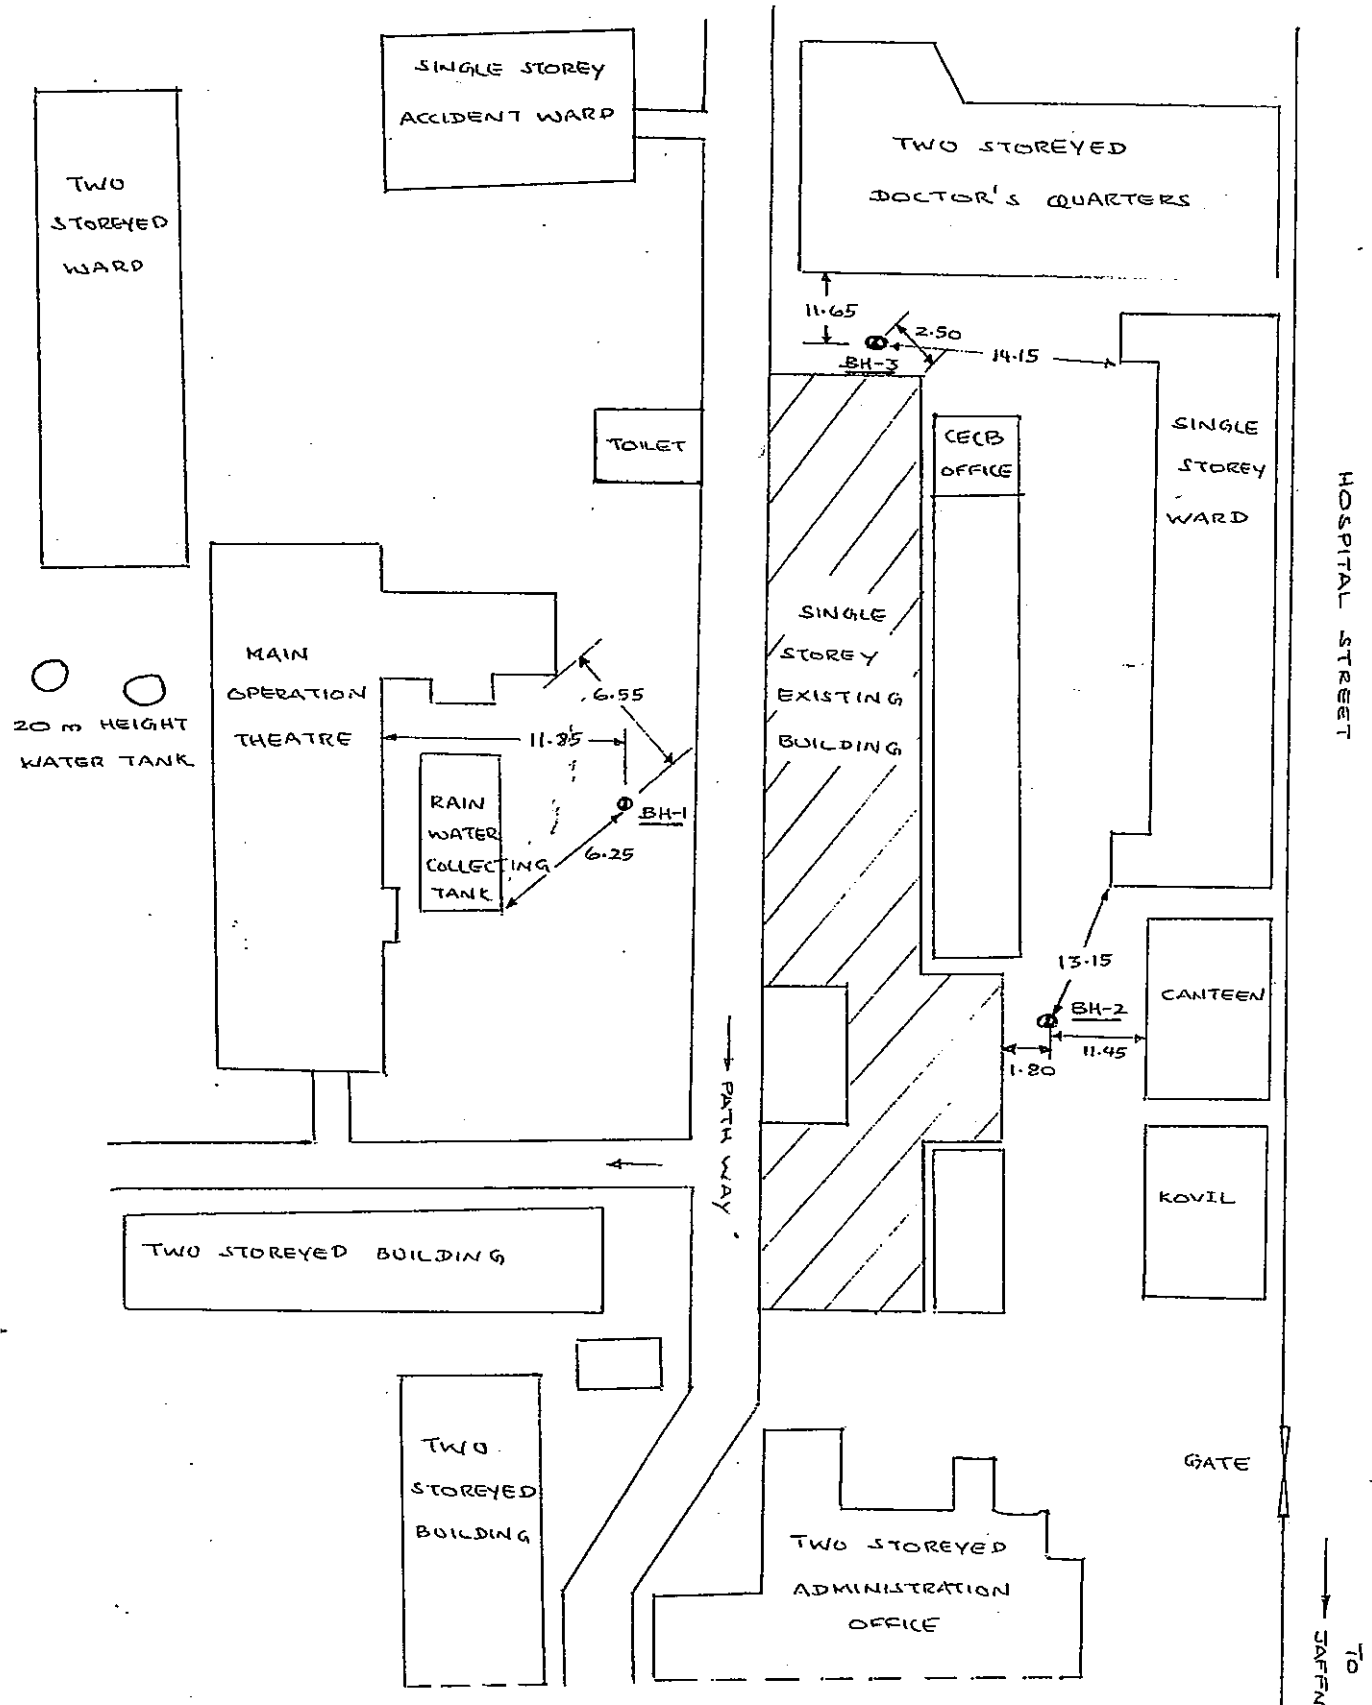 SINGLE STOREY
ACCIDENT WARD
TWO
STOREYED
WARD
TWO STOREYED
DOCTOR'S QUARTERS
11.65
2.50
14.15
BH-3
TOILET
CECB
OFFICE
SINGLE
STOREY
WARD
HOSPITAL STREET
SINGLE
STOREY
EXISTING
BUILDING
MAIN
OPERATION
THEATRE
20 m HEIGHT
WATER TANK
6.55
11.85
BH-1
6.25
RAIN
WATER
COLLECTING
TANK
13.15
BH-2
11.45
1.80
CANTEEN
PATH WAY
KOVIL
TWO STOREYED BUILDING
TWO
STOREYED
BUILDING
GATE
TWO STOREYED
ADMINISTRATION
OFFICE
TO
JAFFN